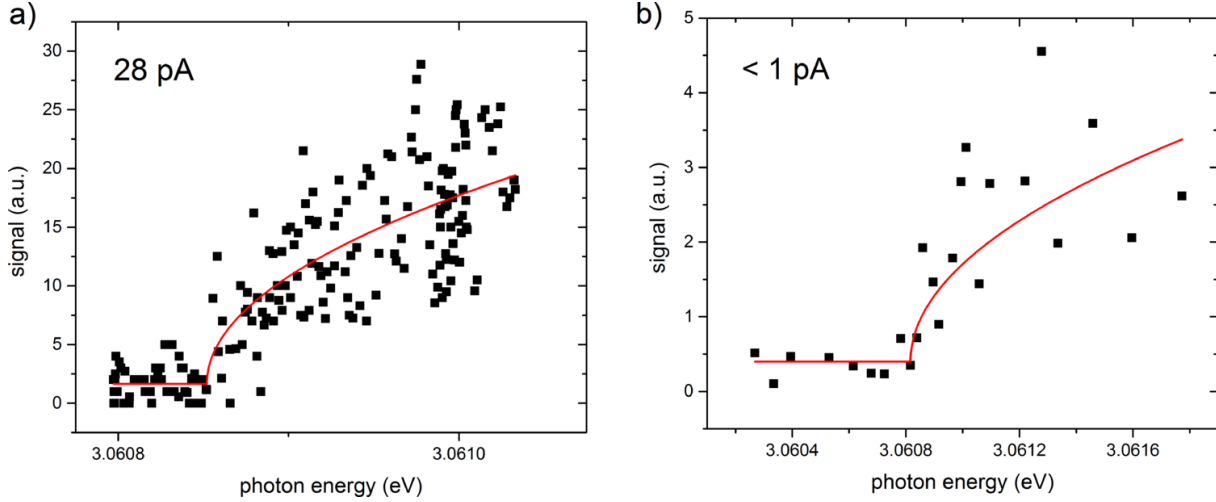 a)
28 pA
30
25
20
15
10
5
0
signal (a.u.)
3.0608
3.0610
photon energy (eV)
b)
< 1 pA
5
4
3
2
1
0
signal (a.u.)
3.0604
3.0608
3.0612
3.0616
photon energy (eV)